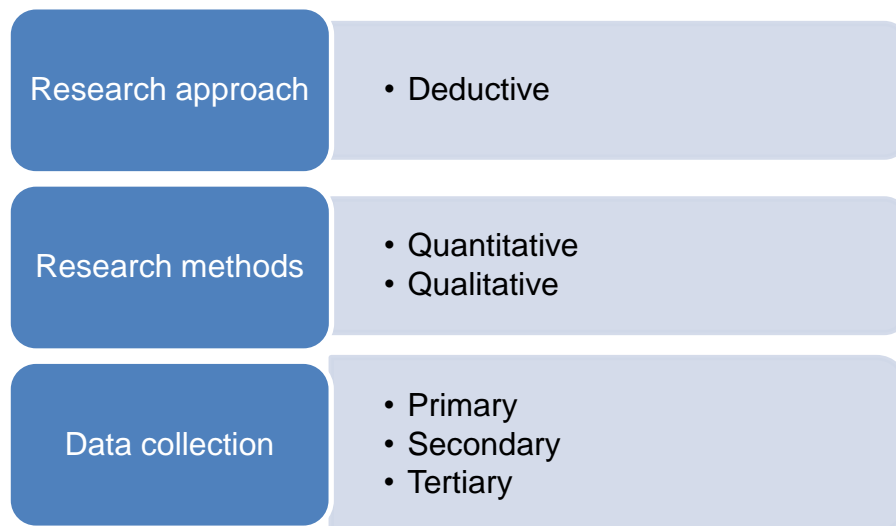 Research approach
• Deductive
Research methods
• Quantitative
• Qualitative
Data collection
• Primary
• Secondary
• Tertiary